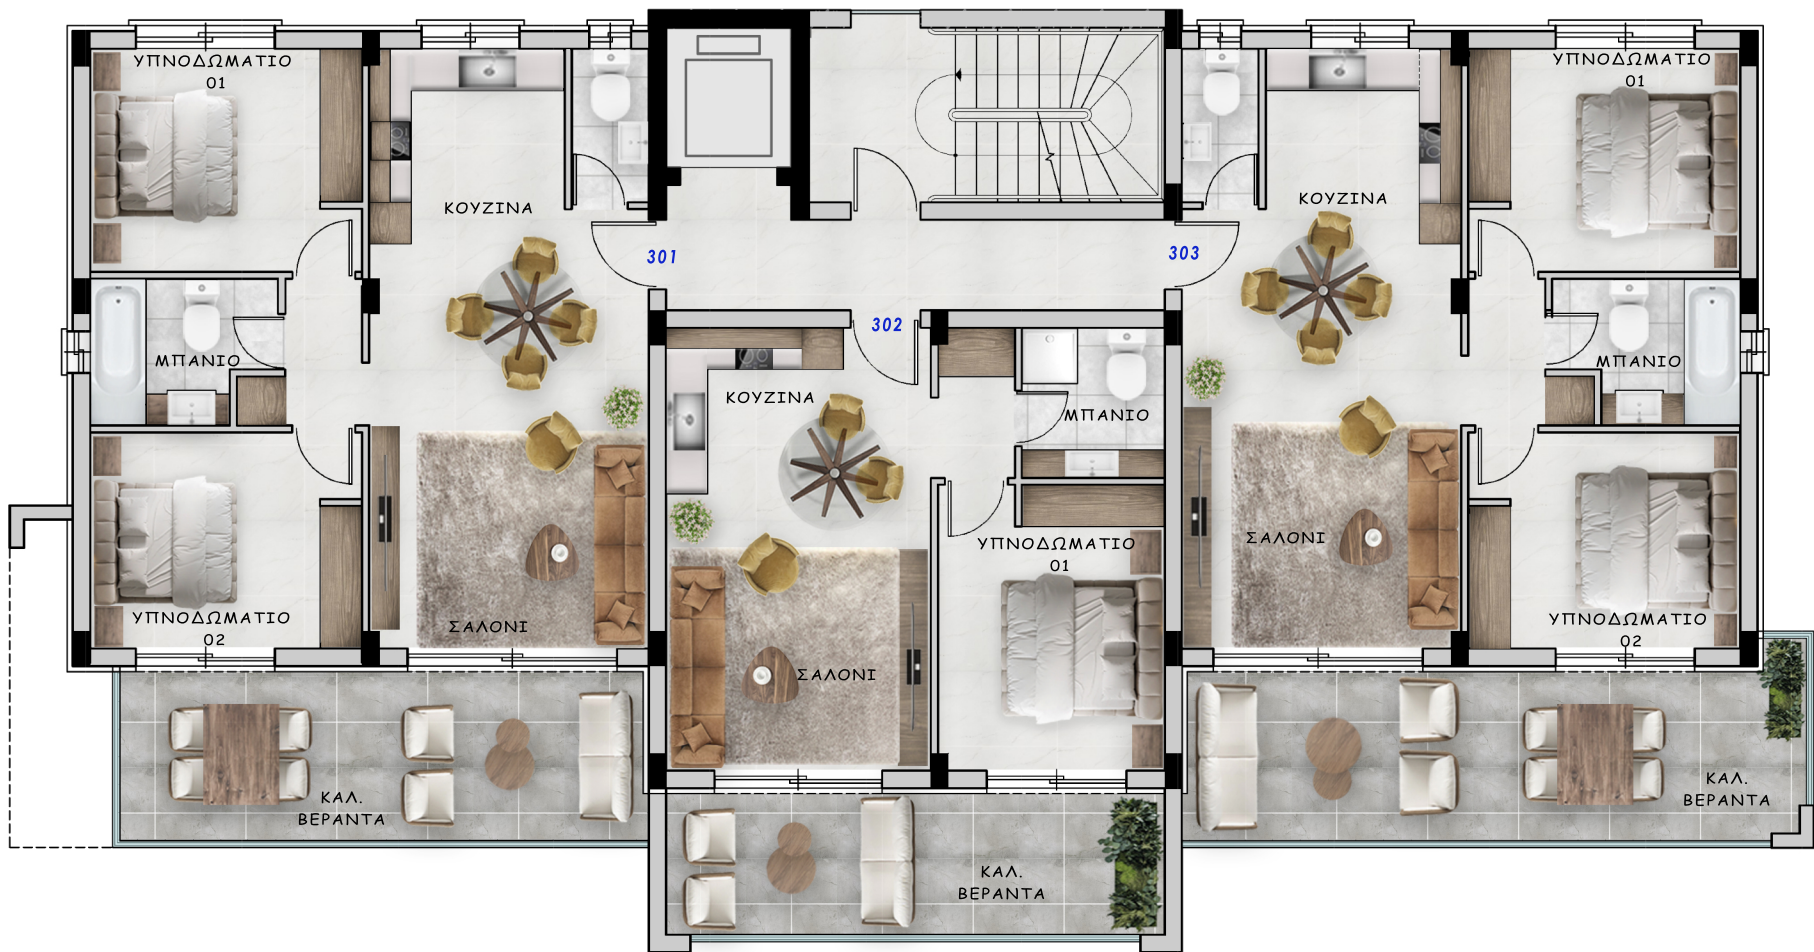 ΥΠΝΟΔΩΜΑΤΙΟ
01
ΚΟΥΖΙΝΑ
301
ΜΠΑΝΙΟ
ΥΠΝΟΔΩΜΑΤΙΟ
02
ΣΑΛΟΝΙ
ΚΑΛ.
ΒΕΡΑΝΤΑ
302
ΚΟΥΖΙΝΑ
ΜΠΑΝΙΟ
ΥΠΝΟΔΩΜΑΤΙΟ
01
ΣΑΛΟΝΙ
ΚΑΛ.
ΒΕΡΑΝΤΑ
303
ΚΟΥΖΙΝΑ
ΥΠΝΟΔΩΜΑΤΙΟ
01
ΜΠΑΝΙΟ
ΣΑΛΟΝΙ
ΥΠΝΟΔΩΜΑΤΙΟ
02
ΚΑΛ.
ΒΕΡΑΝΤΑ